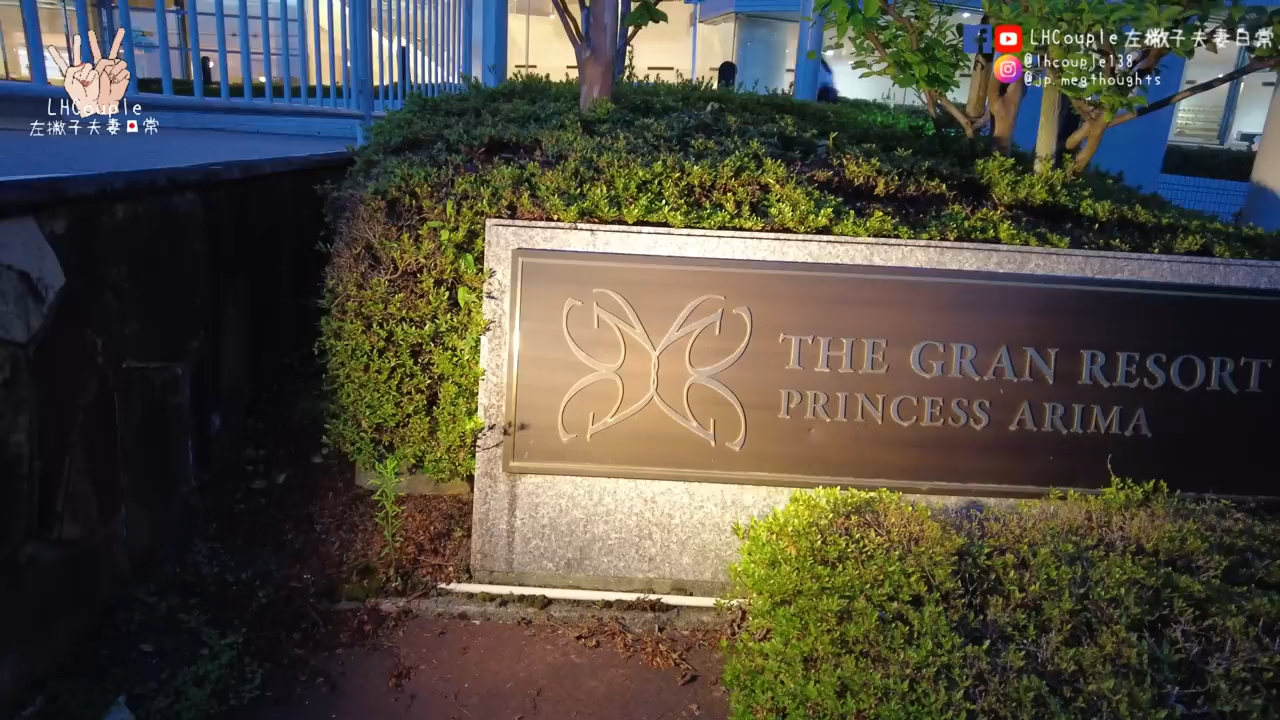 LHCouple
左撇子夫妻日常
LHCouple 左撇子夫妻日常
@lhcouple138
@jp.megthoughts
THE GRAN RESORT
PRINCESS ARIMA